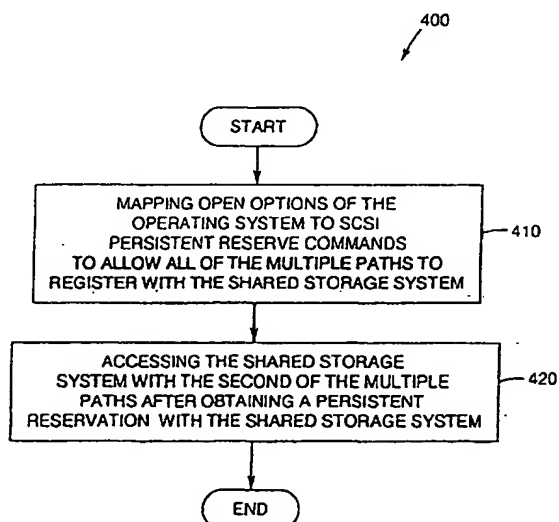 400
START
MAPPING OPEN OPTIONS OF THE
OPERATING SYSTEM TO SCSI
PERSISTENT RESERVE COMMANDS
TO ALLOW ALL OF THE MULTIPLE PATHS TO
REGISTER WITH THE SHARED STORAGE SYSTEM
410
ACCESSING THE SHARED STORAGE
SYSTEM WITH THE SECOND OF THE MULTIPLE
PATHS AFTER OBTAINING A PERSISTENT
RESERVATION WITH THE SHARED STORAGE SYSTEM
420
END